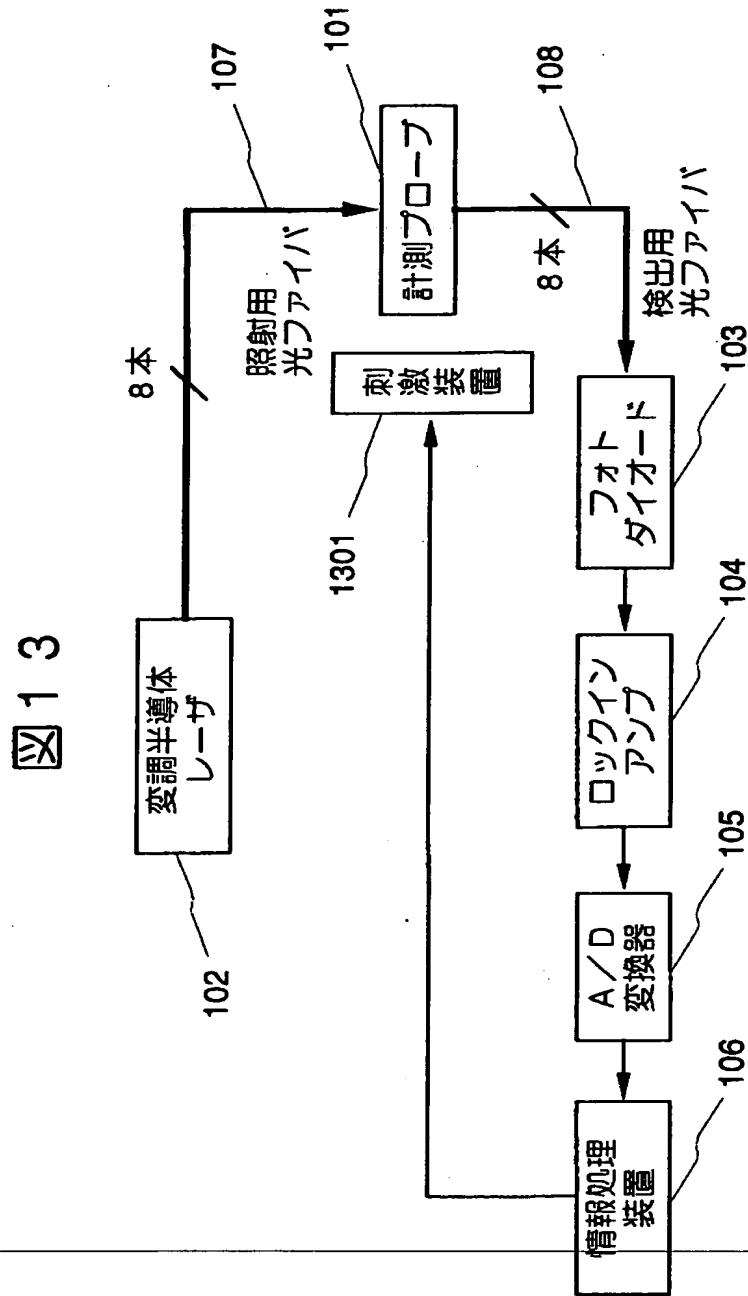 図13
変調半導体
レーザ
102
8本
107
照射用
光ファイバ
101
計測プローブ
刺激装置
1301
8本
108
検出用
光ファイバ
情報処理
装置
106
A/D
変換器
105
ロックイン
アンプ
104
フォト
ダイオード
103